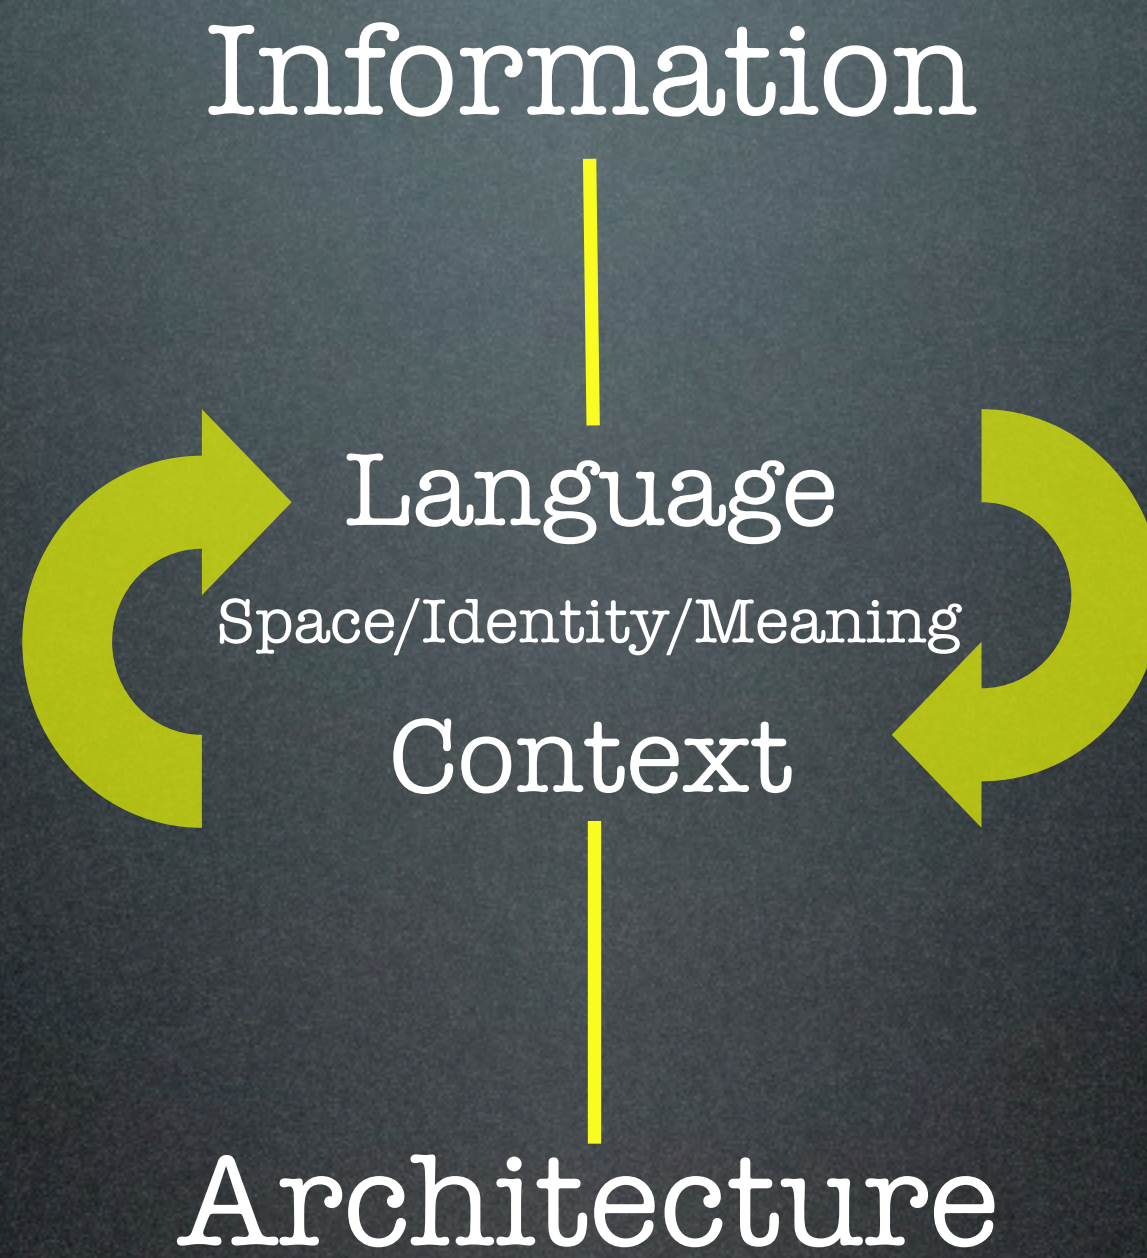 Information
Language
Space/Identity/Meaning
Context
Architecture